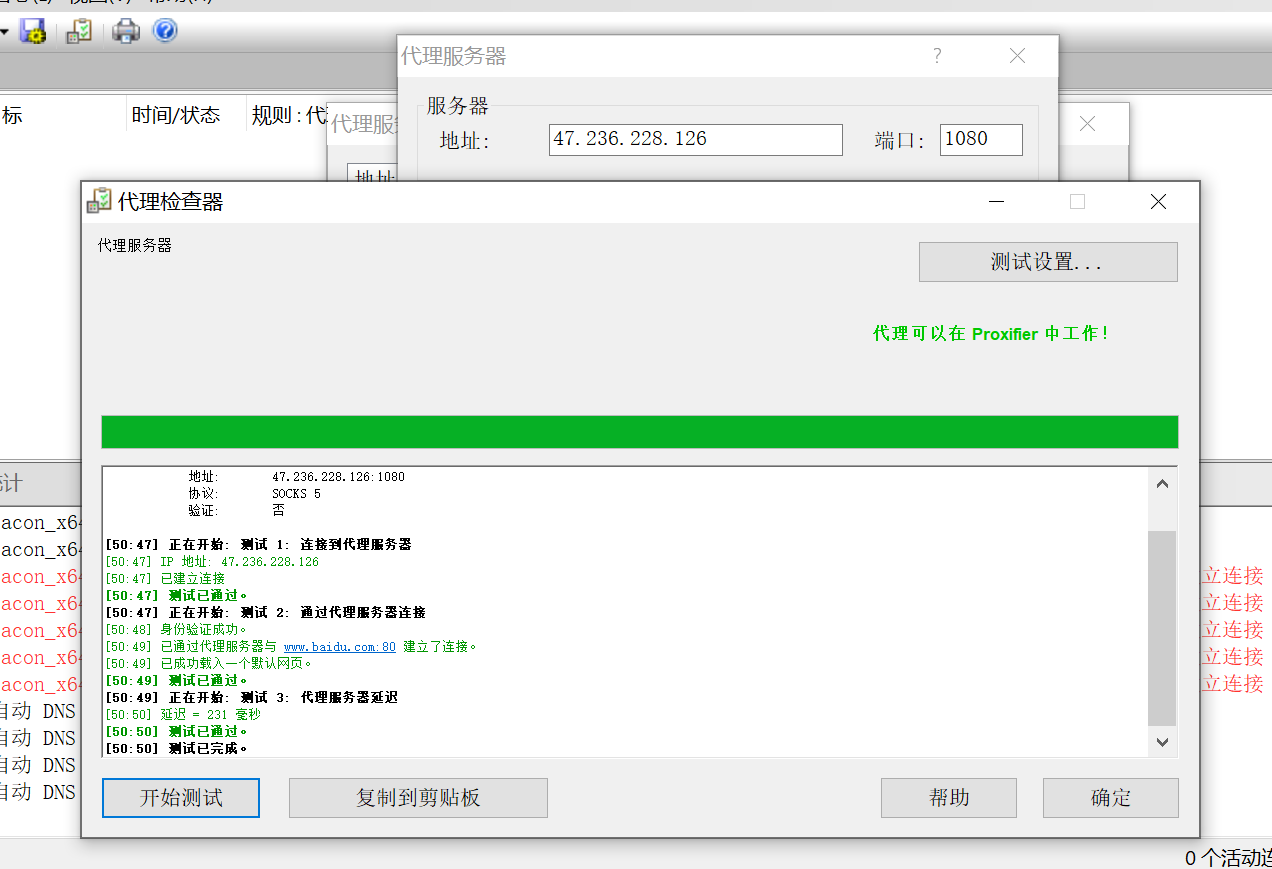 标
时间/状态
规则 : 代
代理服务器
?
服务器
地址:
47.236.228.126
端口:
1080
代理服
地址
代理检查器
代理服务器
测试设置...
代理可以在 Proxifier 中工作!
地址: 47.236.228.126:1080
协议: SOCKS 5
验证: 否
[50:47] 正在开始: 测试 1: 连接到代理服务器
[50:47] IP 地址: 47.236.228.126
[50:47] 已建立连接
[50:47] 测试已通过。
[50:47] 正在开始: 测试 2: 通过代理服务器连接
[50:48] 身份验证成功。
[50:49] 已通过代理服务器与 www.baidu.com:80 建立了连接。
[50:49] 已成功载入一个默认网页。
[50:49] 测试已通过。
[50:49] 正在开始: 测试 3: 代理服务器延迟
[50:50] 延迟 = 231 毫秒
[50:50] 测试已通过。
[50:50] 测试已完成。
开始测试
复制到剪贴板
帮助
确定
计
acon_x64
acon_x64
acon_x64
立连接
acon_x64
立连接
acon_x64
立连接
acon_x64
立连接
acon_x64
立连接
自动 DNS
自动 DNS
自动 DNS
自动 DNS
0 个活动连